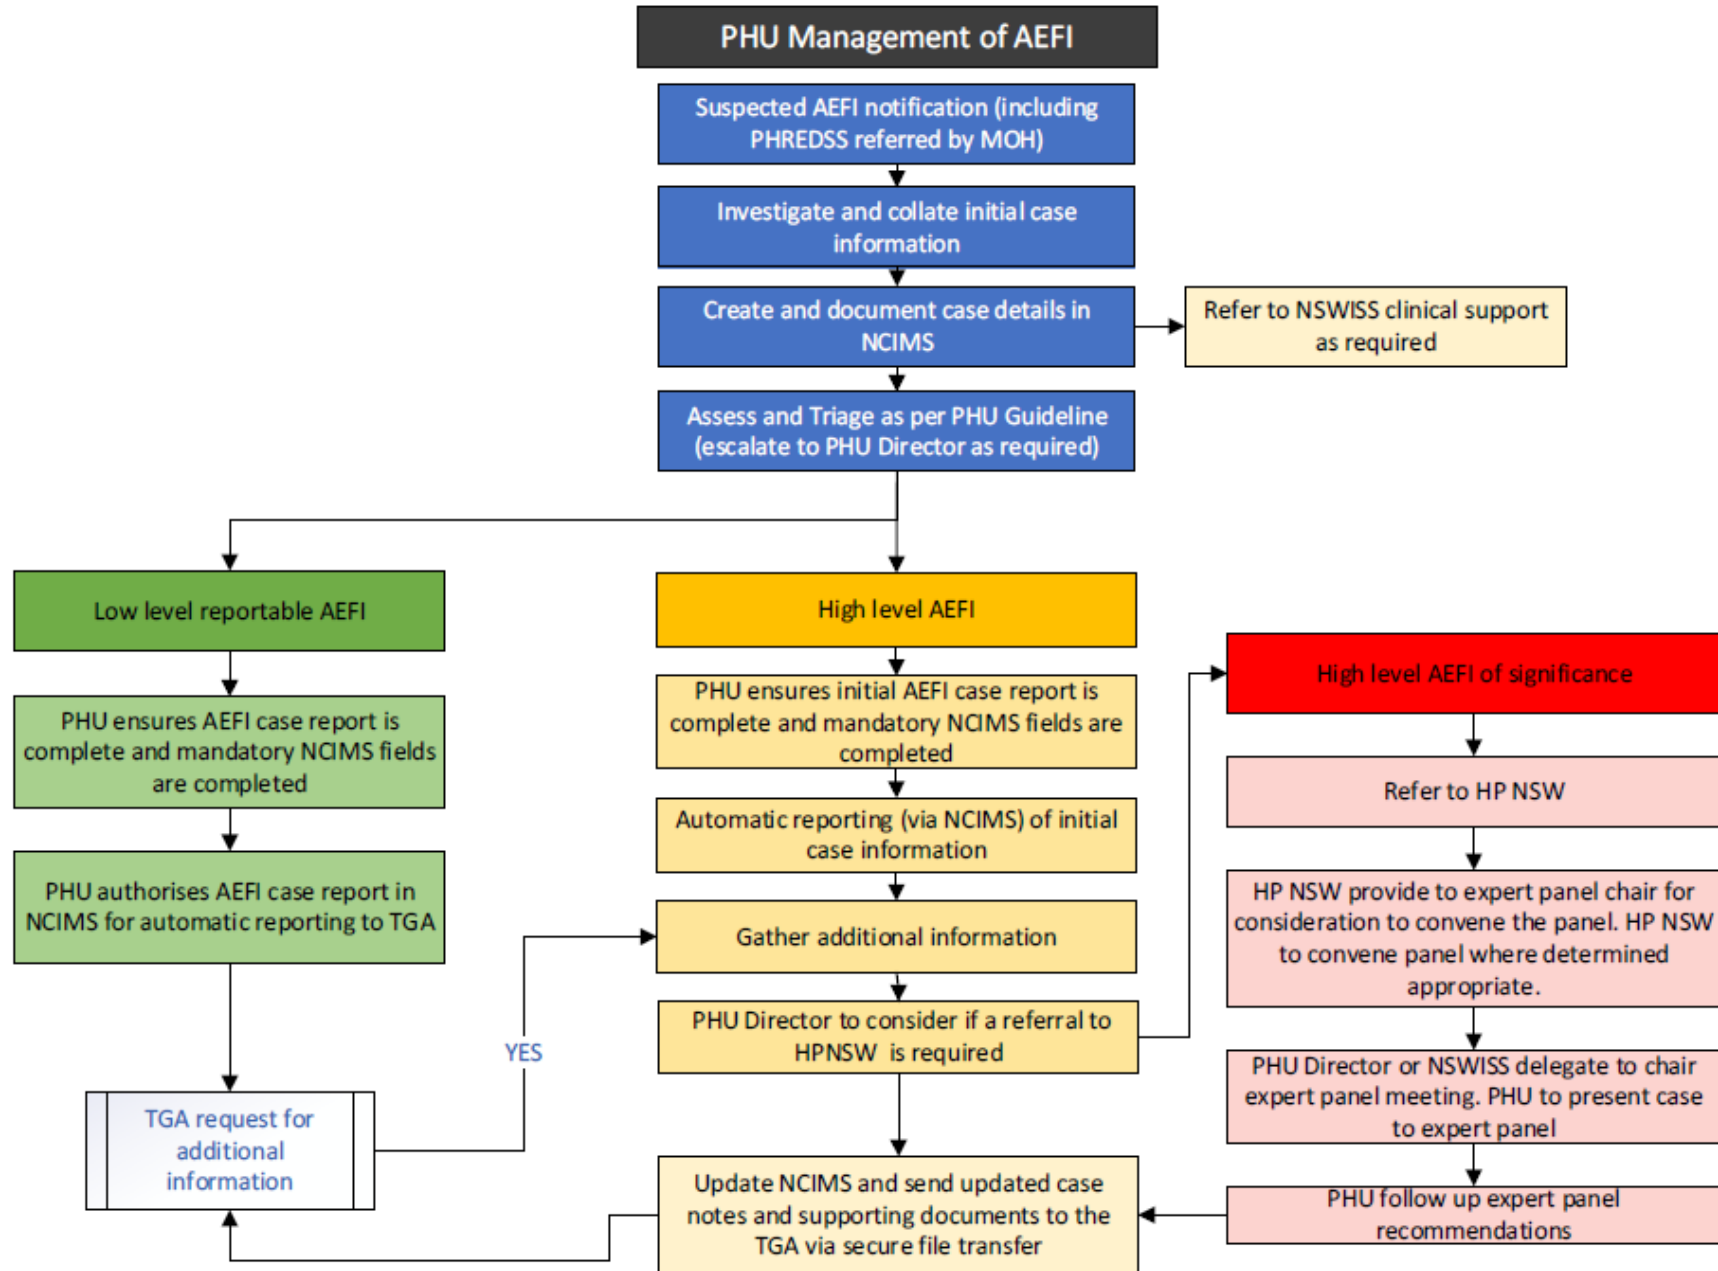 PHU Management of AEFI
Suspected AEFI notification (including
PHREDSS referred by MOH)
Investigate and collate initial case
information
Create and document case details in
NCIMS
Refer to NSWISS clinical support
as required
Assess and Triage as per PHU Guideline
(escalate to PHU Director as required)
Low level reportable AEFI
PHU ensures AEFI case report is
complete and mandatory NCIMS fields
are completed
PHU authorises AEFI case report in
NCIMS for automatic reporting to TGA
TGA request for
additional
information
YES
High level AEFI
PHU ensures initial AEFI case report is
complete and mandatory NCIMS fields are
completed
Automatic reporting (via NCIMS) of initial
case information
Gather additional information
PHU Director to consider if a referral to
HPNSW is required
Update NCIMS and send updated case
notes and supporting documents to the
TGA via secure file transfer
High level AEFI of significance
Refer to HP NSW
HP NSW provide to expert panel chair for
consideration to convene the panel. HP NSW
to convene panel where determined
appropriate.
PHU Director or NSWISS delegate to chair
expert panel meeting. PHU to present case
to expert panel
PHU follow up expert panel
recommendations